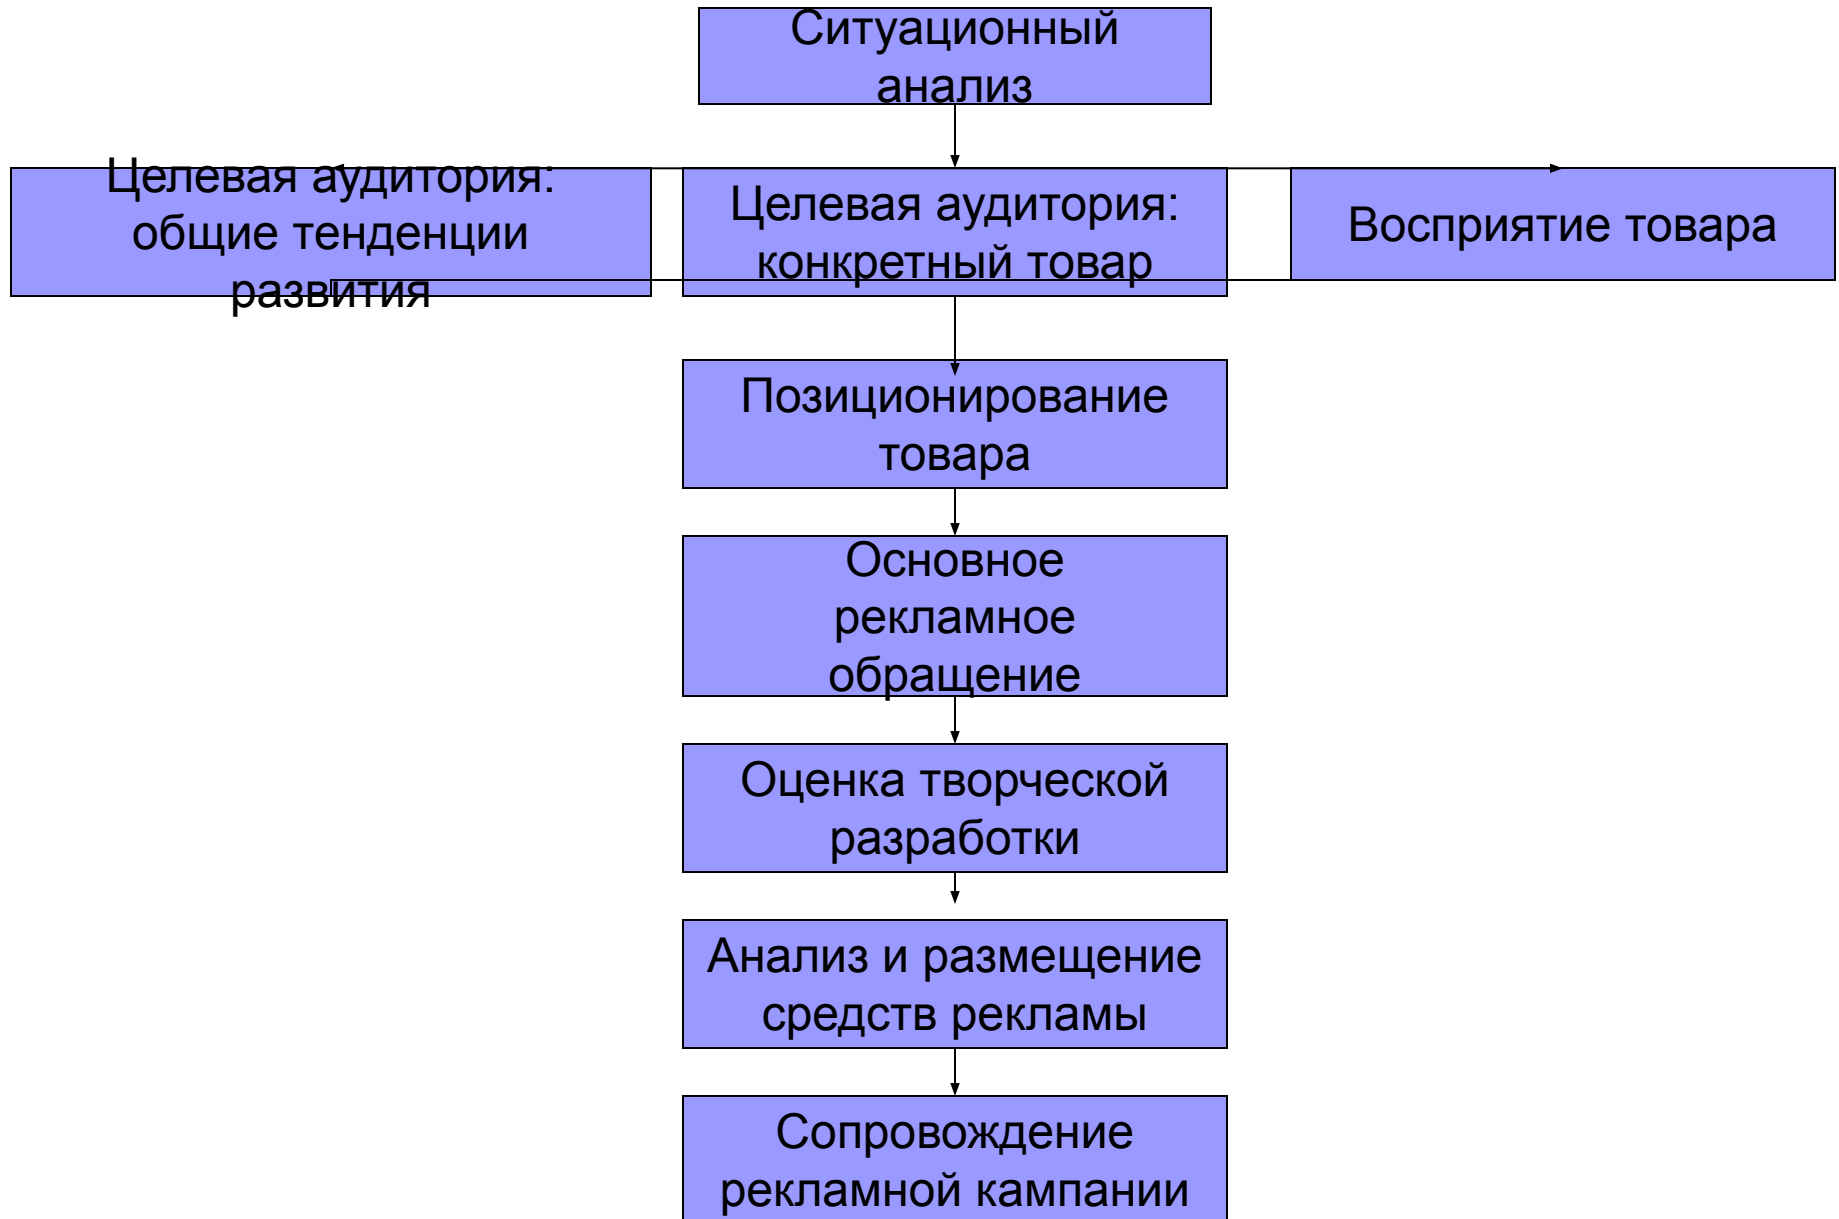 Ситуационный
анализ
Целевая аудитория:
общие тенденции
развития
Целевая аудитория:
конкретный товар
Восприятие товара
Позиционирование
товара
Основное
рекламное
обращение
Оценка творческой
разработки
Анализ и размещение
средств рекламы
Сопровождение
рекламной кампании